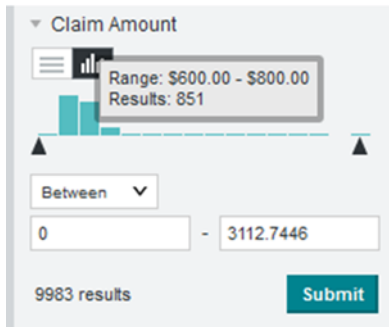 Claim Amount
Range: $600.00 - $800.00
Results: 851
Between
0 - 3112.7446
9983 results
Submit